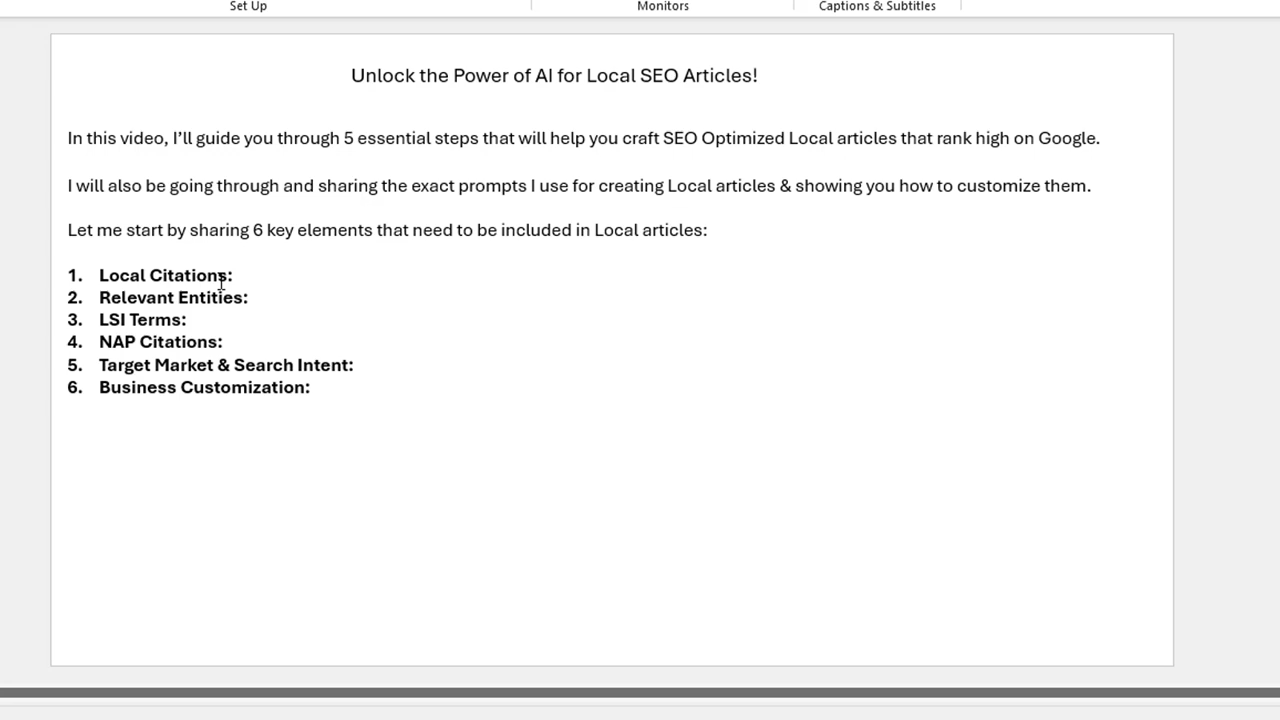 Set Up Monitors Captions & Subtitles
Unlock the Power of AI for Local SEO Articles!
In this video, I’ll guide you through 5 essential steps that will help you craft SEO Optimized Local articles that rank high on Google.
I will also be going through and sharing the exact prompts I use for creating Local articles & showing you how to customize them.
Let me start by sharing 6 key elements that need to be included in Local articles:
1. Local Citations:
2. Relevant Entities:
3. LSI Terms:
4. NAP Citations:
5. Target Market & Search Intent:
6. Business Customization: